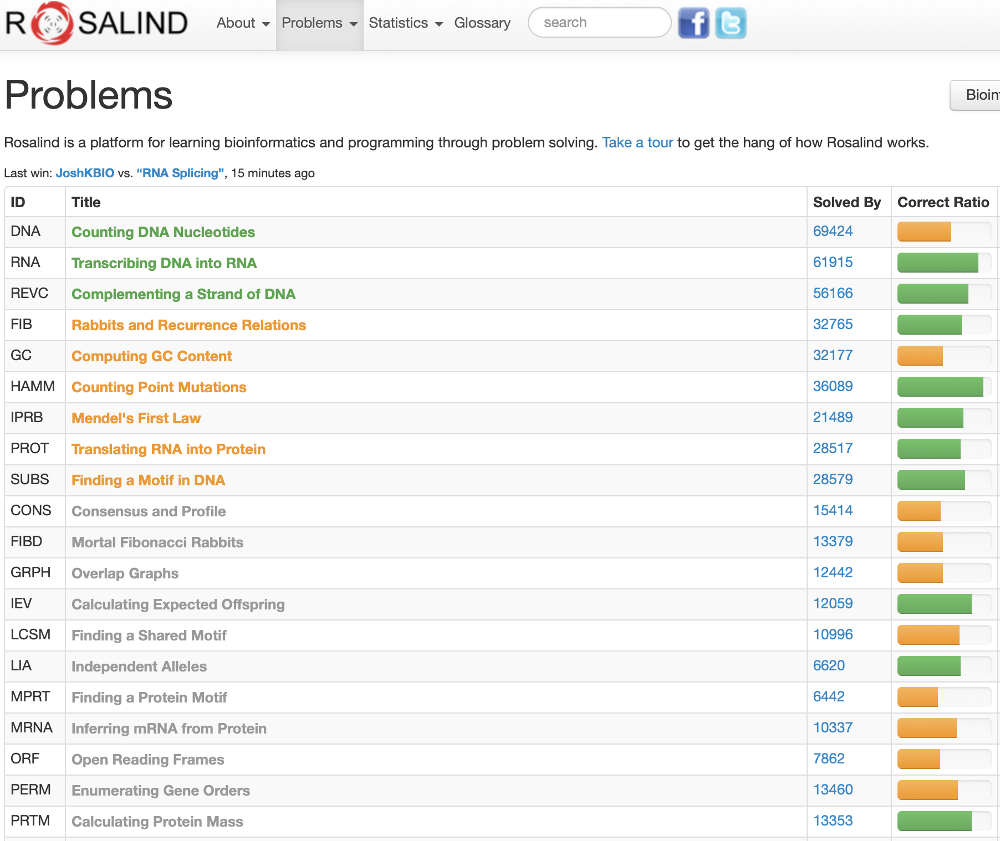 ROSALIND About Problems Statistics Glossary search
Problems
Rosalind is a platform for learning bioinformatics and programming through problem solving. Take a tour to get the hang of how Rosalind works.
Last win: JoshKBIO vs. “RNA Splicing”, 15 minutes ago
ID Title Solved By Correct Ratio
DNA Counting DNA Nucleotides 69424
RNA Transcribing DNA into RNA 61915
REVC Complementing a Strand of DNA 56166
FIB Rabbits and Recurrence Relations 32765
GC Computing GC Content 32177
HAMM Counting Point Mutations 36089
IPRB Mendel's First Law 21489
PROT Translating RNA into Protein 28517
SUBS Finding a Motif in DNA 28579
CONS Consensus and Profile 15414
FIBD Mortal Fibonacci Rabbits 13379
GRPH Overlap Graphs 12442
IEV Calculating Expected Offspring 12059
LCSM Finding a Shared Motif 10996
LIA Independent Alleles 6620
MPRT Finding a Protein Motif 6442
MRNA Inferring mRNA from Protein 10337
ORF Open Reading Frames 7862
PERM Enumerating Gene Orders 13460
PRTM Calculating Protein Mass 13353